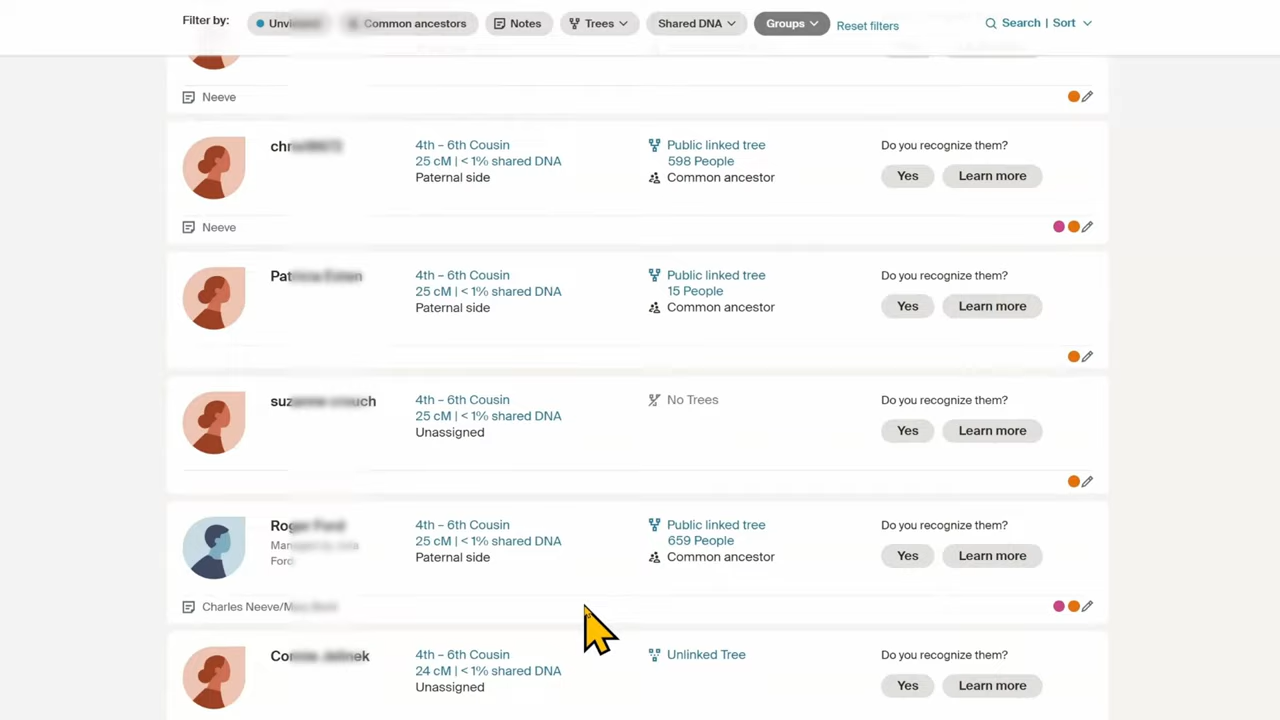 Filter by:
Common ancestors
Notes
Trees
Shared DNA
Groups
Reset filters
Search | Sort
Neeve
4th – 6th Cousin
25 cM | < 1% shared DNA
Paternal side
Public linked tree
598 People
Common ancestor
Do you recognize them?
Yes
Learn more
Neeve
4th – 6th Cousin
25 cM | < 1% shared DNA
Paternal side
Public linked tree
15 People
Common ancestor
Do you recognize them?
Yes
Learn more
4th – 6th Cousin
25 cM | < 1% shared DNA
Unassigned
No Trees
Do you recognize them?
Yes
Learn more
4th – 6th Cousin
25 cM | < 1% shared DNA
Paternal side
Public linked tree
659 People
Common ancestor
Do you recognize them?
Yes
Learn more
Charles Neeve/
4th – 6th Cousin
24 cM | < 1% shared DNA
Unassigned
Unlinked Tree
Do you recognize them?
Yes
Learn more